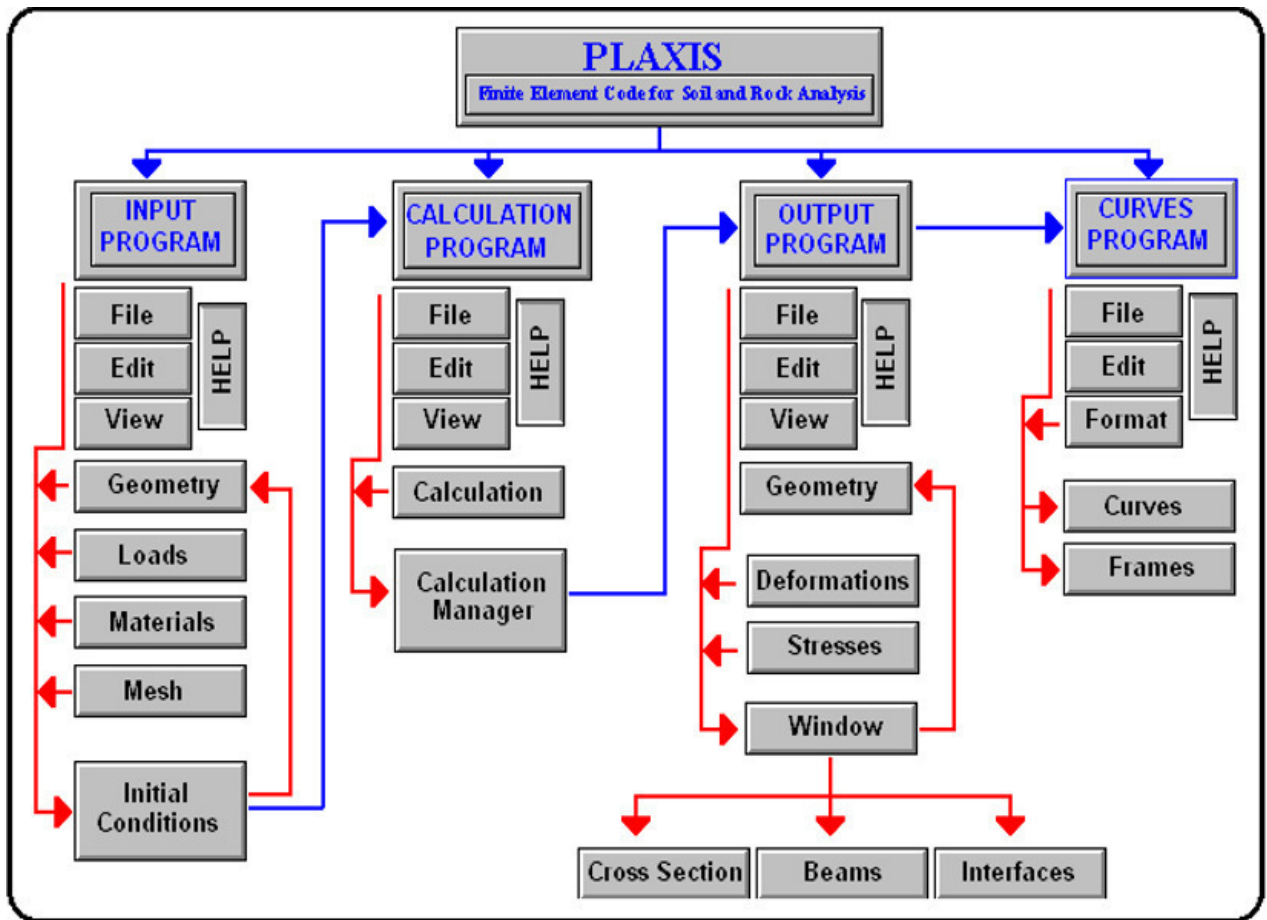 PLAXIS
Finite Element Code for Soil and Rock Analysis
INPUT
PROGRAM
File
Edit
View
HELP
Geometry
Loads
Materials
Mesh
Initial
Conditions
CALCULATION
PROGRAM
File
Edit
View
HELP
Calculation
Calculation
Manager
OUTPUT
PROGRAM
File
Edit
View
HELP
Geometry
Deformations
Stresses
Window
Cross Section
Beams
Interfaces
CURVES
PROGRAM
File
Edit
Format
HELP
Curves
Frames